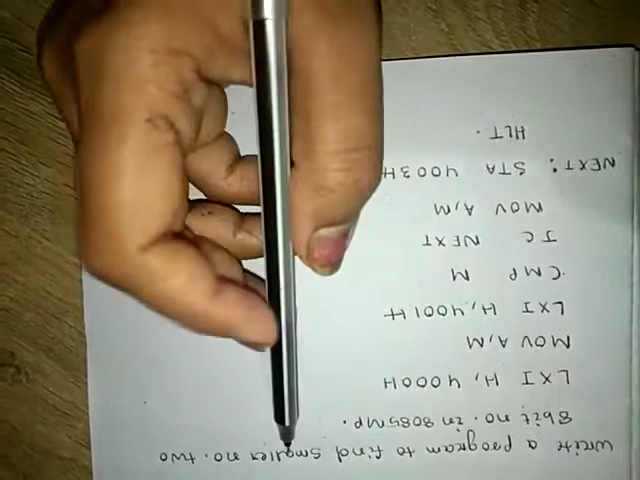 Write a program to find smaller no. two
8bit no. in 8085MP.
LXI H, 4000H
MOV A,M
LXI H, 4001H
CMP M
JC NEXT
MOV A,M
NEXT: STA 4003H
HLT.